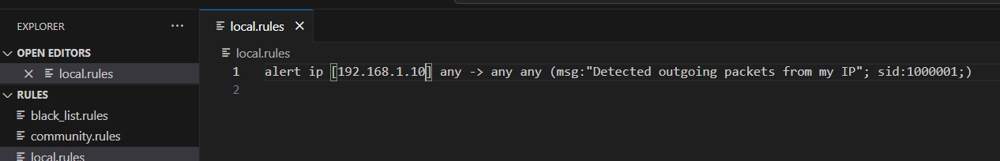 EXPLORER
···
OPEN EDITORS
local.rules
RULES
black_list.rules
community.rules
local.rules
local.rules
local.rules
1 alert ip [192.168.1.10] any -> any any (msg:"Detected outgoing packets from my IP"; sid:1000001;)
2